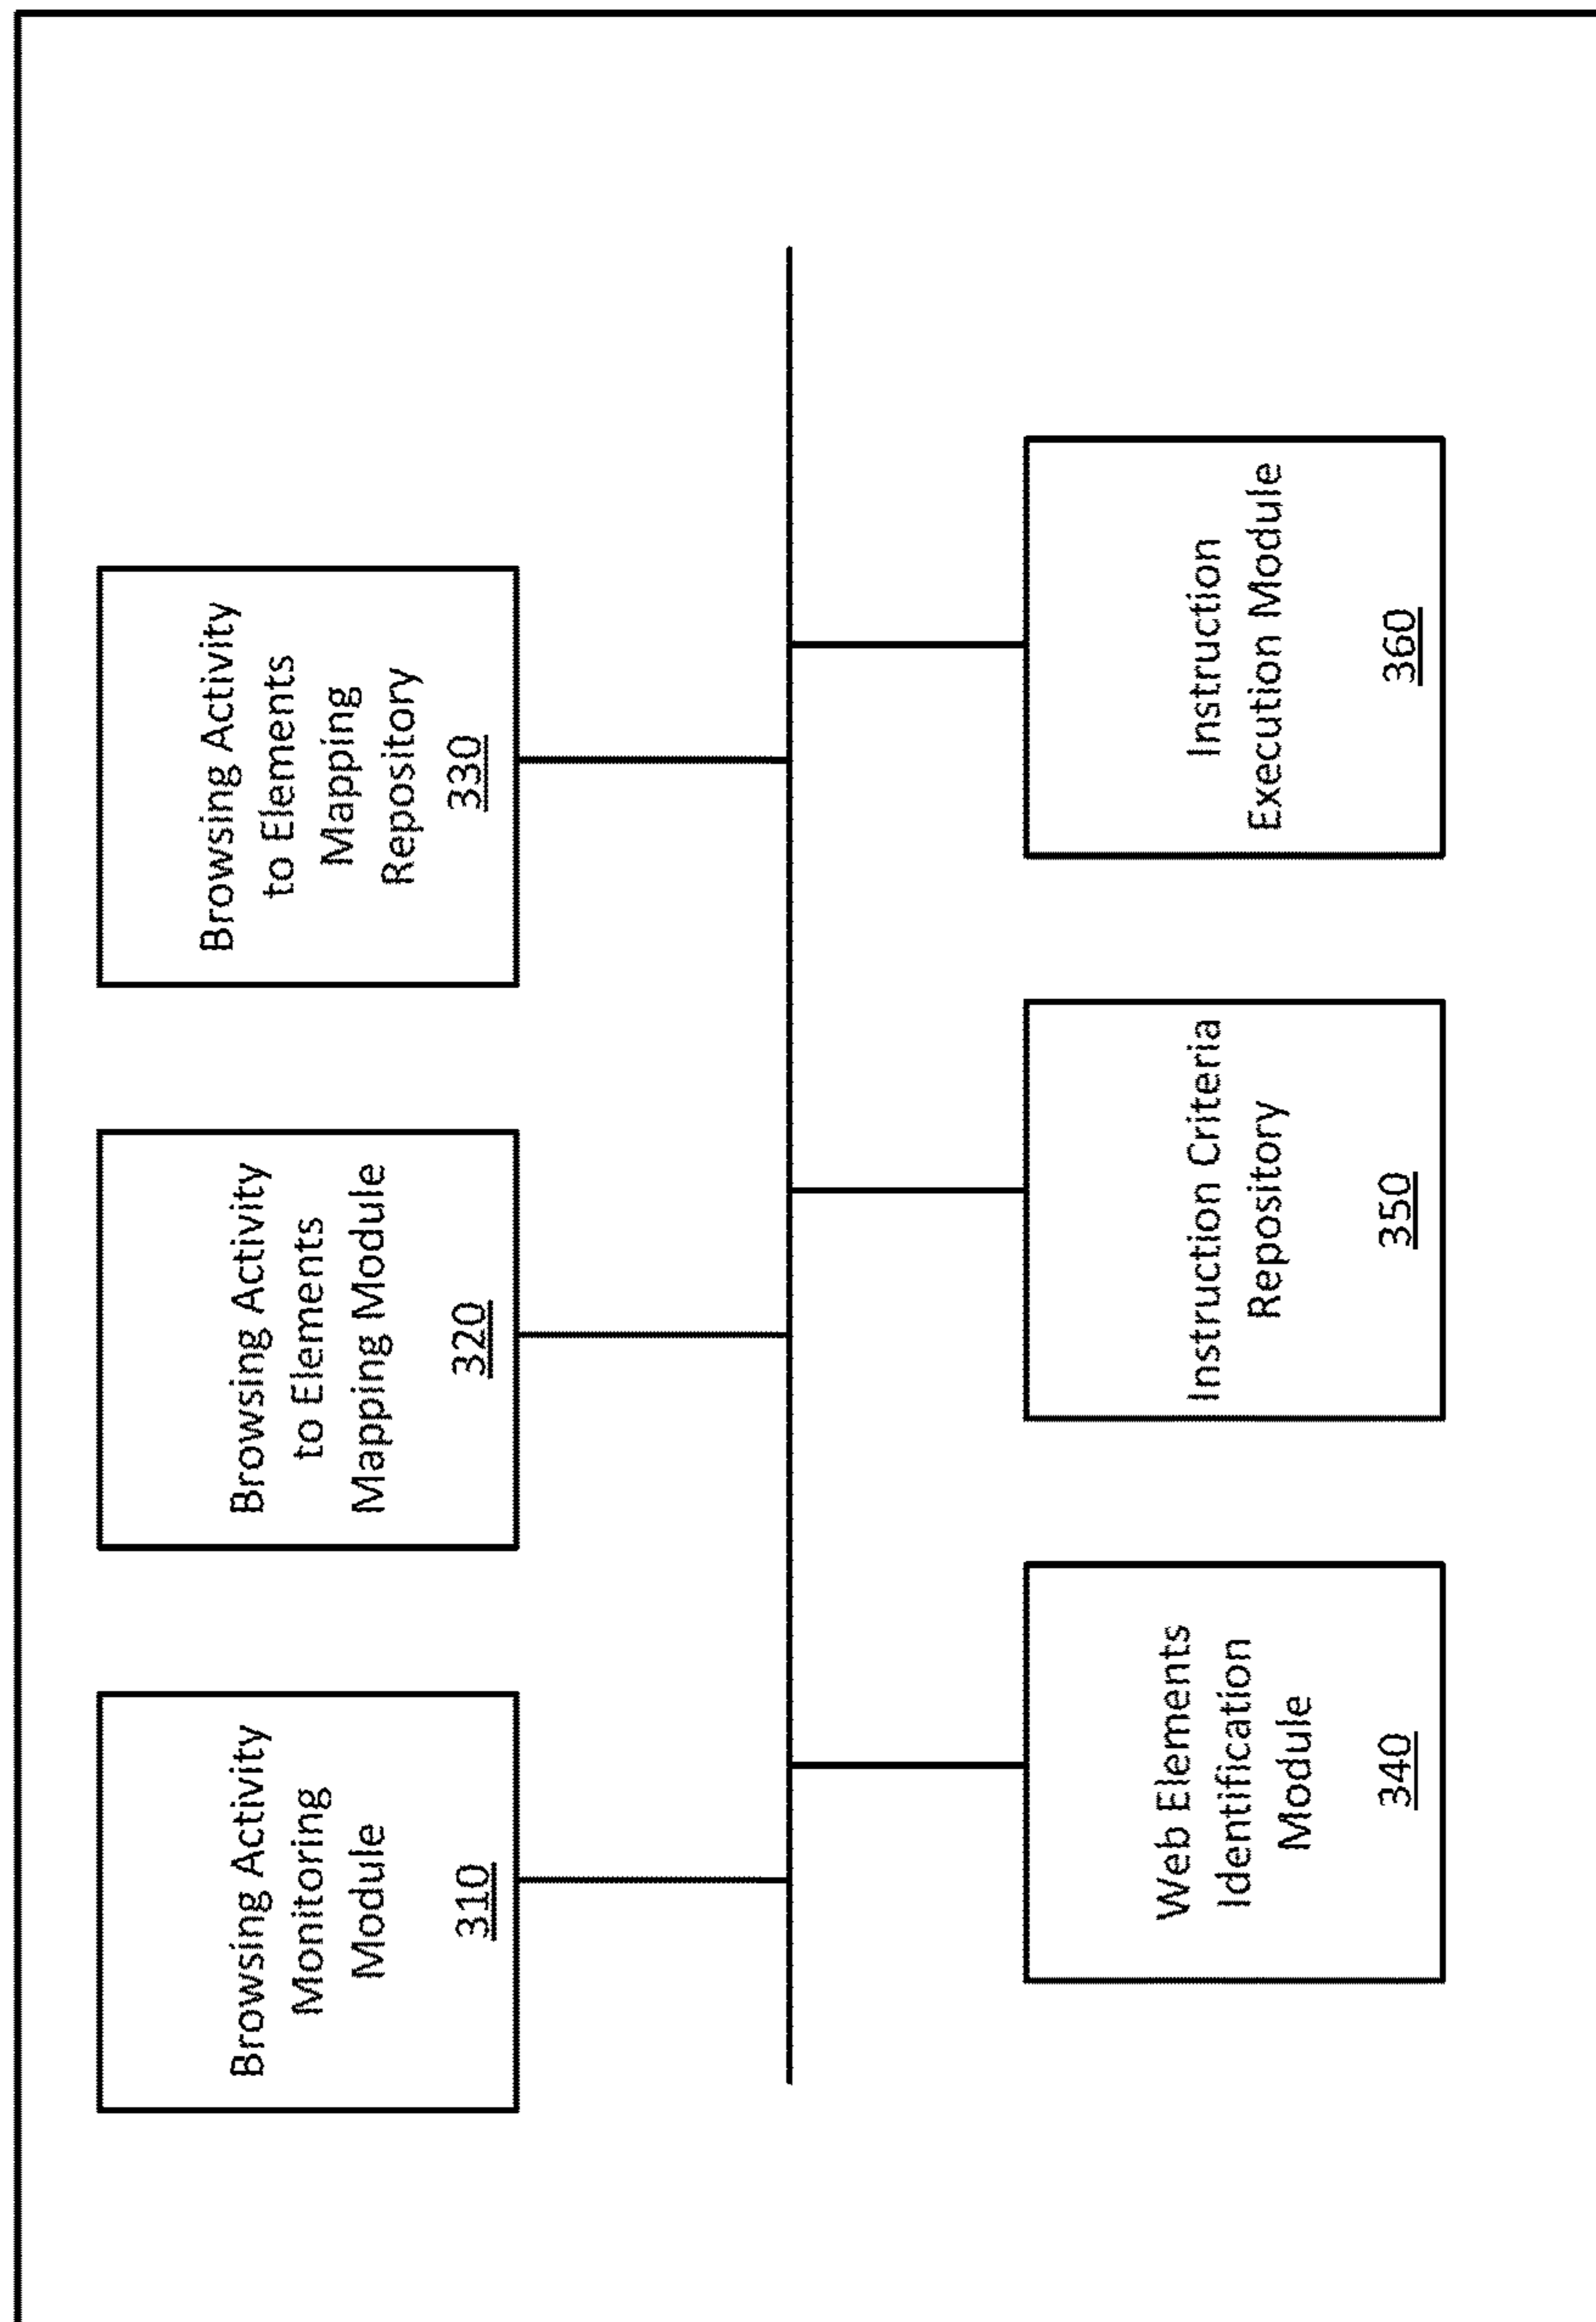 Browsing Activity
Monitoring
Module
310
Browsing Activity
to Elements
Mapping Module
320
Browsing Activity
to Elements
Mapping
Repository
330
Web Elements
Identification
Module
340
Instruction Criteria
Repository
350
Instruction
Execution Module
360